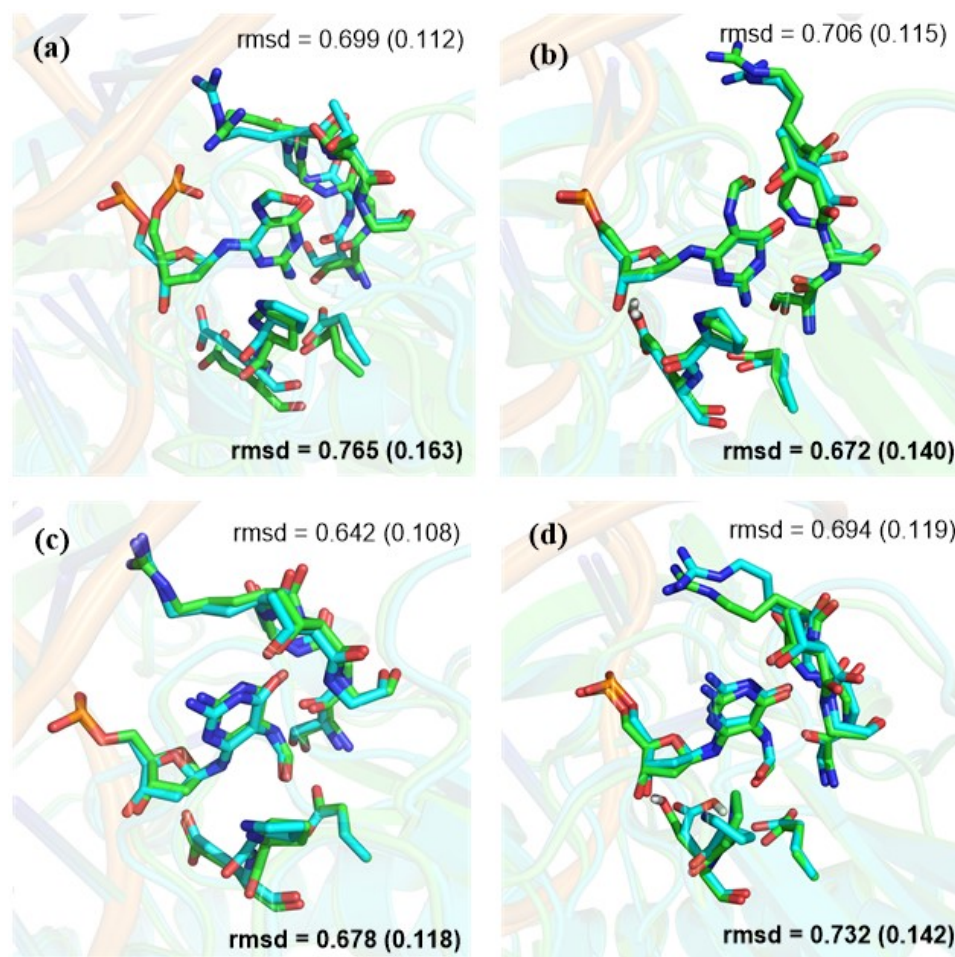 (a) rmsd = 0.699 (0.112)
rmsd = 0.765 (0.163)
(b) rmsd = 0.706 (0.115)
rmsd = 0.672 (0.140)
(c) rmsd = 0.642 (0.108)
rmsd = 0.678 (0.118)
(d) rmsd = 0.694 (0.119)
rmsd = 0.732 (0.142)